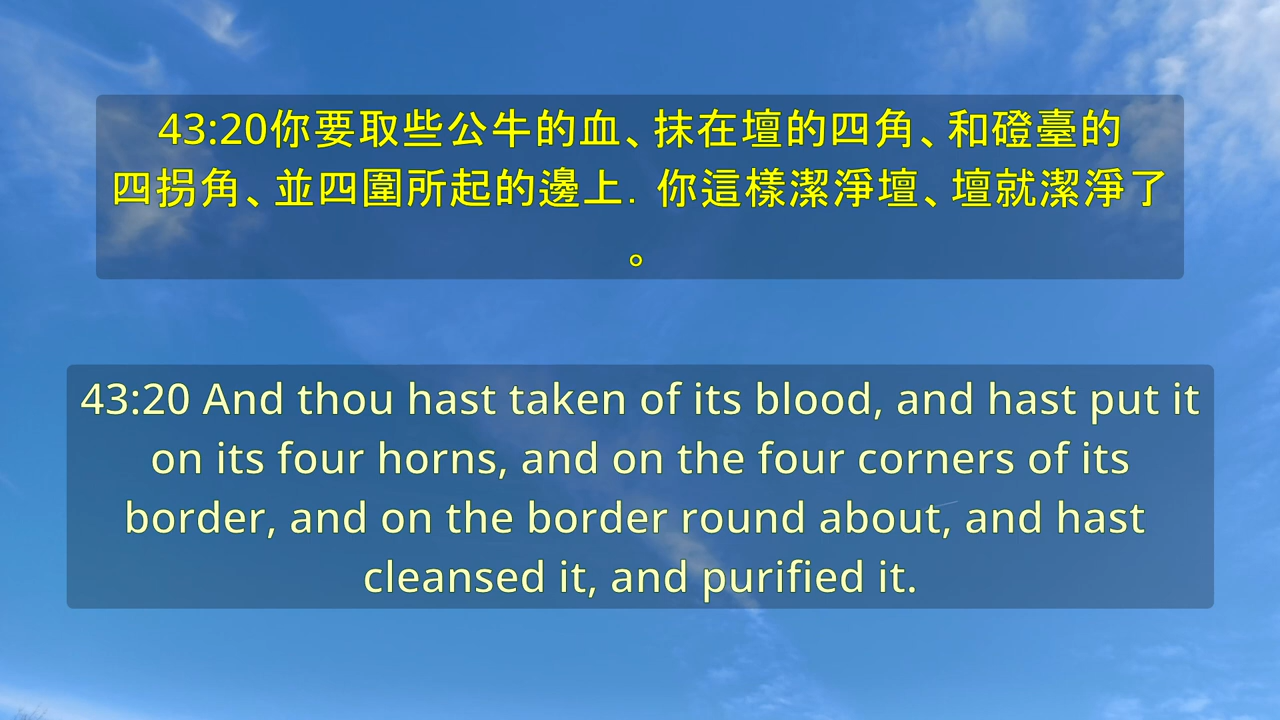 43:20你要取些公牛的血、抹在壇的四角、和磴臺的
四拐角、並四圍所起的邊上．你這樣潔淨壇、壇就潔淨了
。
43:20 And thou hast taken of its blood, and hast put it
on its four horns, and on the four corners of its
border, and on the border round about, and hast
cleansed it, and purified it.